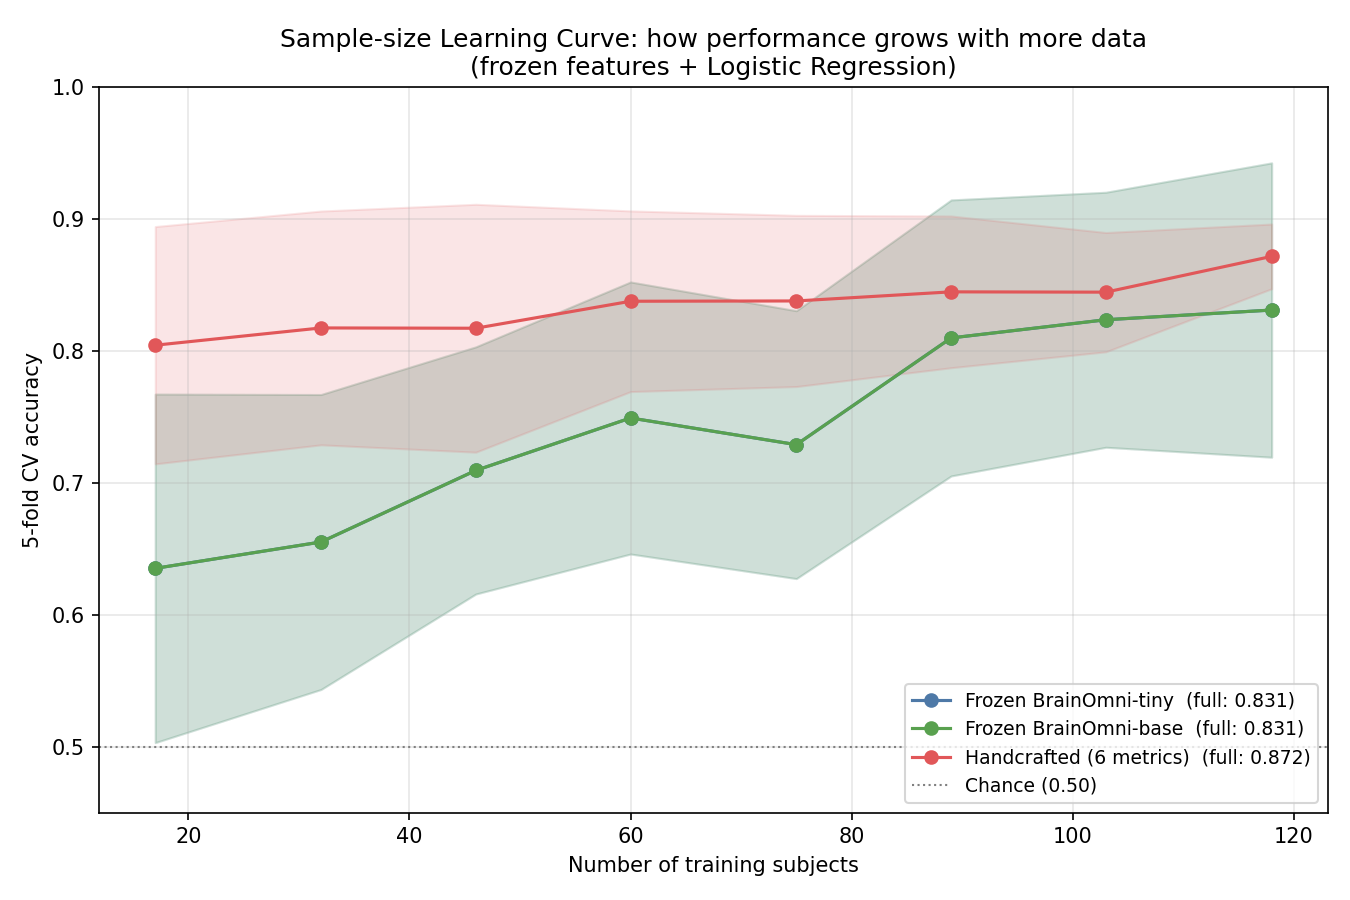 Sample-size Learning Curve: how performance grows with more data
(frozen features + Logistic Regression)
1.0
0.9
0.8
0.7
0.6
0.5
5-fold CV accuracy
20
40
60
80
100
120
Number of training subjects
Frozen BrainOmni-tiny (full: 0.831)
Frozen BrainOmni-base (full: 0.831)
Handcrafted (6 metrics) (full: 0.872)
Chance (0.50)